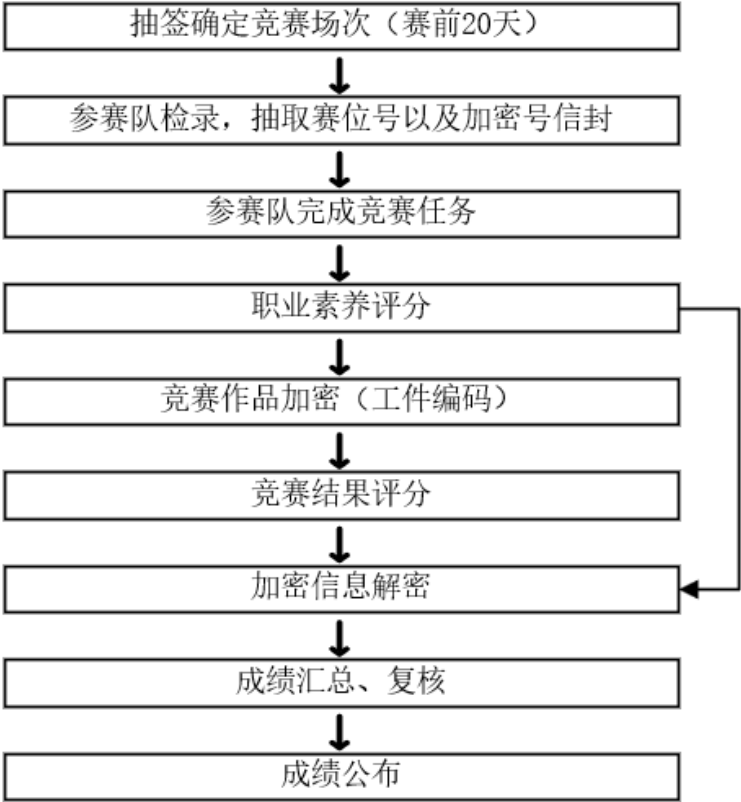 抽签确定竞赛场次（赛前20天）
参赛队检录，抽取赛位号以及加密号信封
参赛队完成竞赛任务
职业素养评分
竞赛作品加密（工件编码）
竞赛结果评分
加密信息解密
成绩汇总、复核
成绩公布